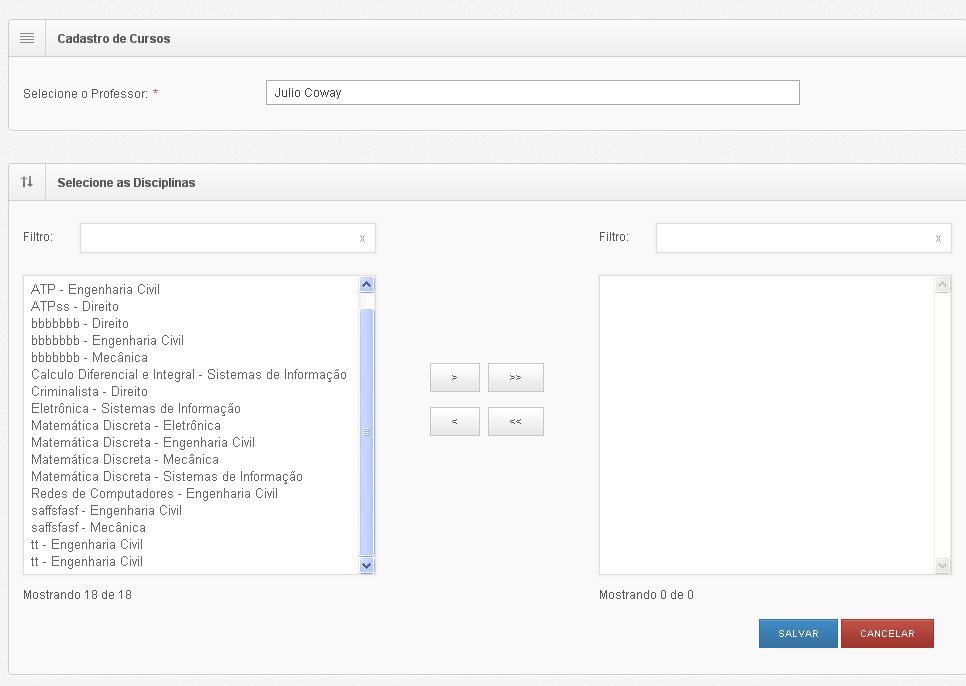 Cadastro de Cursos
Selecione o Professor: *
Julio Coway
Selecione as Disciplinas
Filtro:
x
Filtro:
x
ATP - Engenharia Civil
ATPss - Direito
bbbbbbb - Direito
bbbbbbb - Engenharia Civil
bbbbbbb - Mecânica
Calculo Diferencial e Integral - Sistemas de Informação
Criminalista - Direito
Eletrônica - Sistemas de Informação
Matemática Discreta - Eletrônica
Matemática Discreta - Engenharia Civil
Matemática Discreta - Mecânica
Matemática Discreta - Sistemas de Informação
Redes de Computadores - Engenharia Civil
saffsfasf - Engenharia Civil
saffsfasf - Mecânica
tt - Engenharia Civil
tt - Engenharia Civil
> >>
< <<
Mostrando 18 de 18
Mostrando 0 de 0
SALVAR
CANCELAR